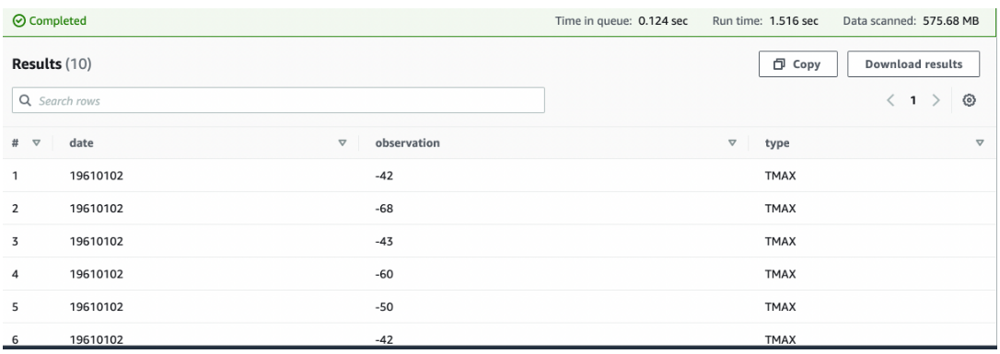 Completed Time in queue: 0.124 sec Run time: 1.516 sec Data scanned: 575.68 MB
Results (10) Copy Download results
Search rows 1
# date observation type
1 19610102 -42 TMAX
2 19610102 -68 TMAX
3 19610102 -43 TMAX
4 19610102 -60 TMAX
5 19610102 -50 TMAX
6 19610102 -42 TMAX